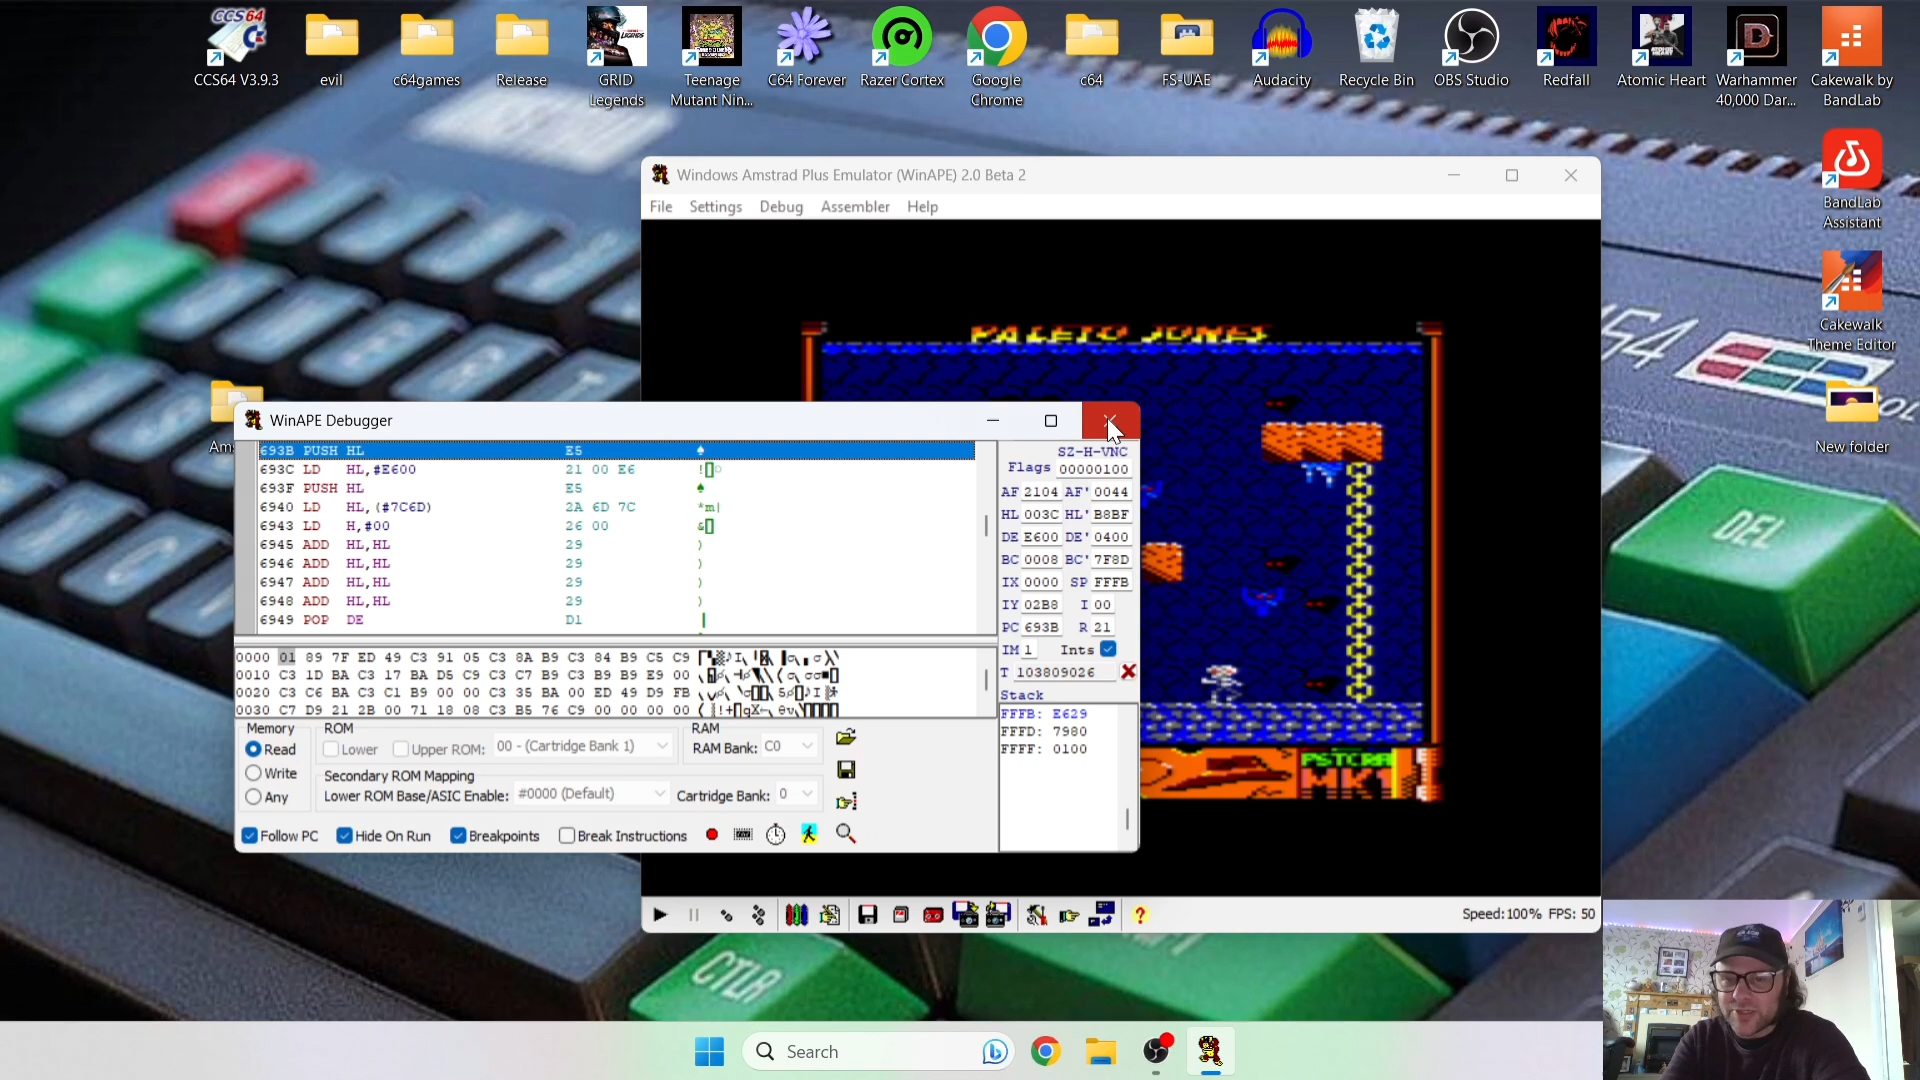 CCS64
CCS64 V3.9.3
evil
c64games
Release
GRID
Legends
Teenage
Mutant Nin...
C64 Forever
Razer Cortex
Google
Chrome
c64
FS-UAE
Audacity
Recycle Bin
OBS Studio
Redfall
Atomic Heart
Warhammer
40,000 Dar...
Cakewalk by
BandLab
BandLab
Assistant
Cakewalk
Theme Editor
New folder
Windows Amstrad Plus Emulator (WinAPE) 2.0 Beta 2
File Settings Debug Assembler Help
WinAPE Debugger
693B PUSH HL E5
693C LD HL,#E600 21 00 E6
693F PUSH HL E5
6940 LD HL,(#7C6D) 2A 6D 7C *m|
6943 LD H,#00 26 00
6945 ADD HL,HL 29 )
6946 ADD HL,HL 29 )
6947 ADD HL,HL 29 )
6948 ADD HL,HL 29 )
6949 POP DE D1
0000 01 89 7F ED 49 C3 91 05 C3 8A B9 C3 84 B9 C5 C9
0010 C3 1D BA C3 17 BA D5 C9 C3 C7 B9 C3 B9 B9 E9 00
0020 C3 C6 BA C3 C1 B9 00 00 C3 35 BA 00 ED 49 D9 FB
0030 C7 D9 21 2B 00 71 18 08 C3 B5 76 C9 00 00 00 00
SZ-H-VNC
Flags 00000100
AF 2104 AF' 0044
HL 003C HL' B8BF
DE E600 DE' 0400
BC 0008 BC' 7F8D
IX 0000 SP FFFB
IY 02B8 I 00
PC 693B R 21
IM 1 Ints
T 103809026
Stack
FFFB: E629
FFFD: 7980
FFFF: 0100
Memory
Read
Write
Any
ROM
Lower Upper ROM: 00 - (Cartridge Bank 1)
RAM
RAM Bank: C0
Secondary ROM Mapping
Lower ROM Base/ASIC Enable: #0000 (Default) Cartridge Bank: 0
Follow PC Hide On Run Breakpoints Break Instructions
PSTCRA
MK1
Speed:100% FPS: 50
DEL
CTLR
Search